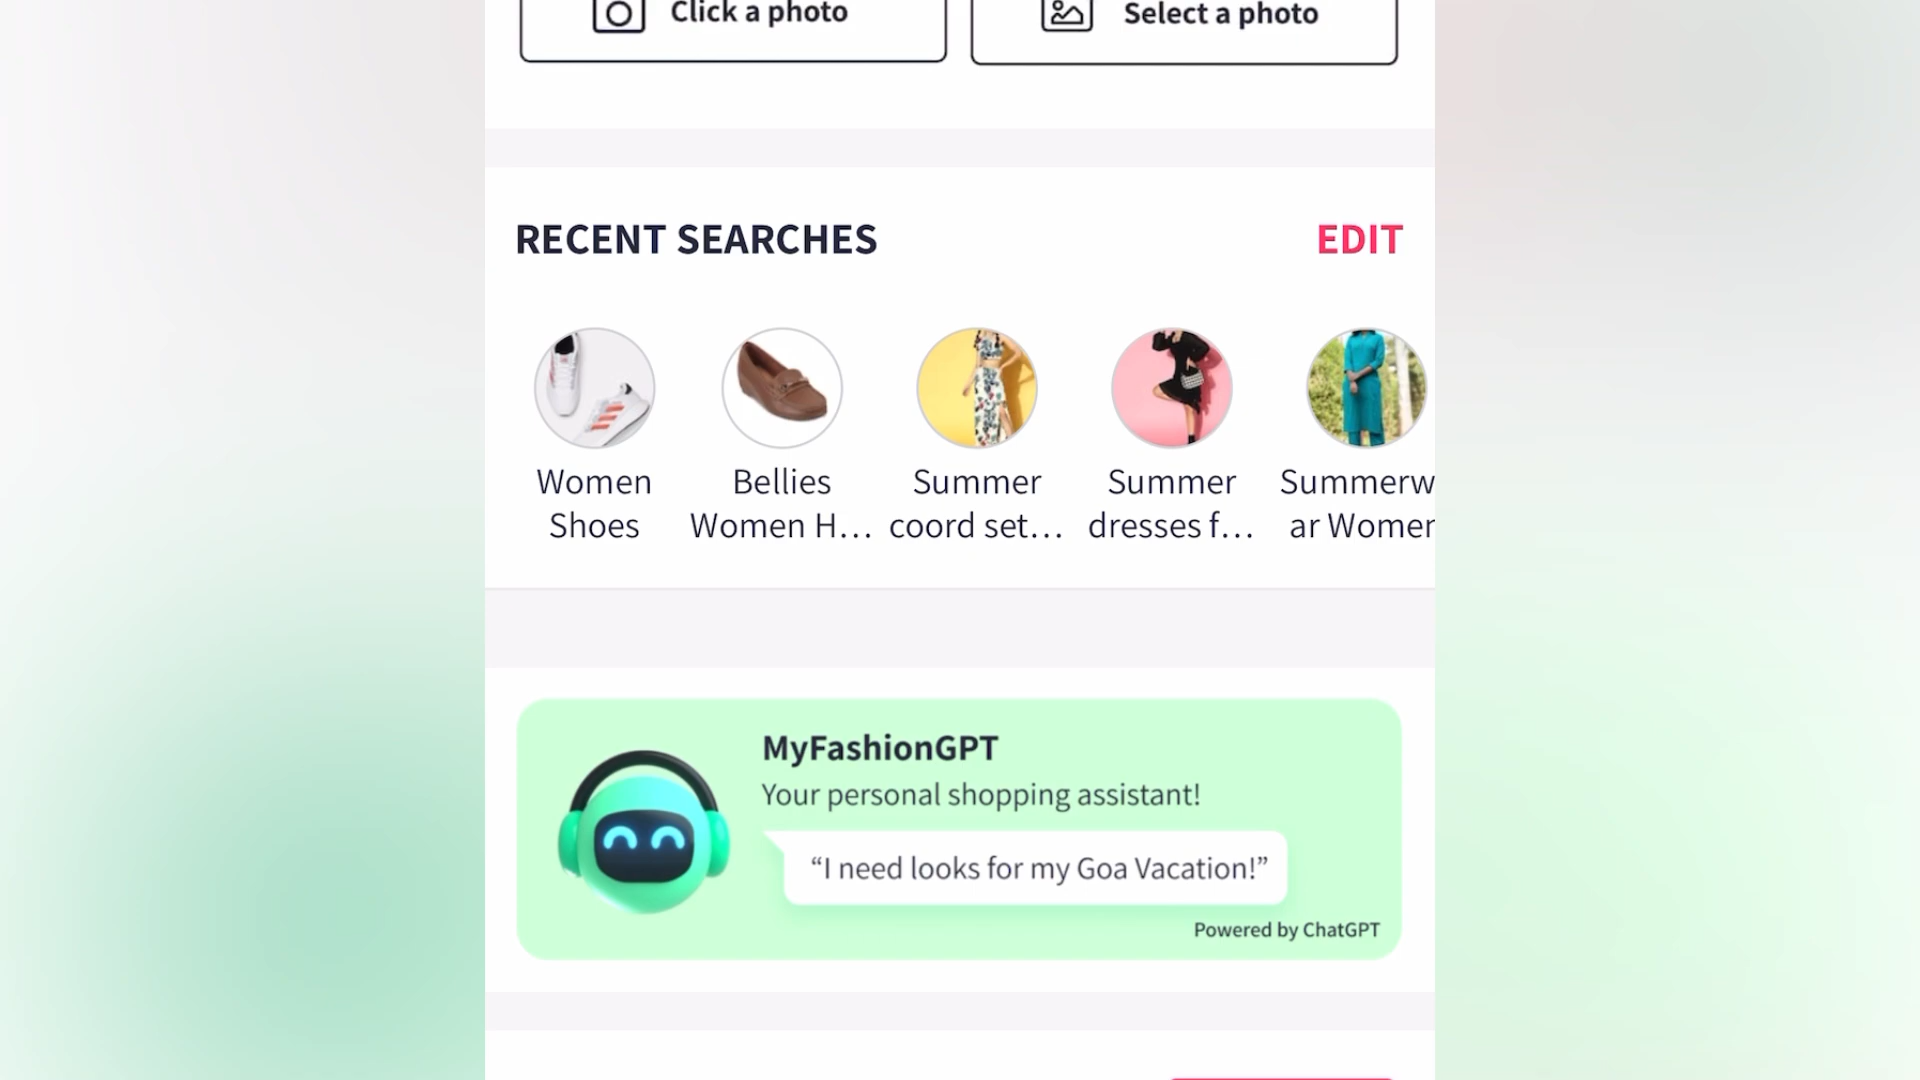 Click a photo
Select a photo
RECENT SEARCHES
EDIT
Women
Shoes
Bellies
Women H...
Summer
coord set...
Summer
dresses f...
Summerw
ar Women
MyFashionGPT
Your personal shopping assistant!
“I need looks for my Goa Vacation!”
Powered by ChatGPT